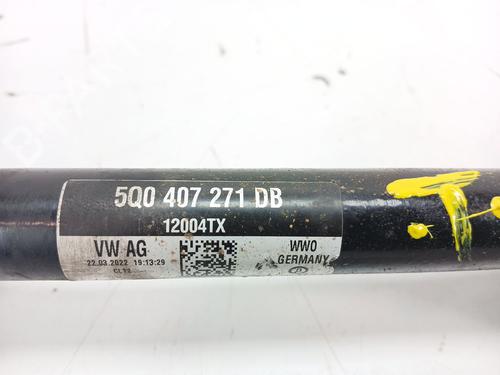 5Q0 407 271 DB
12004TX
VW AG
22.03.2022 19:13:29
WWO
GERMANY